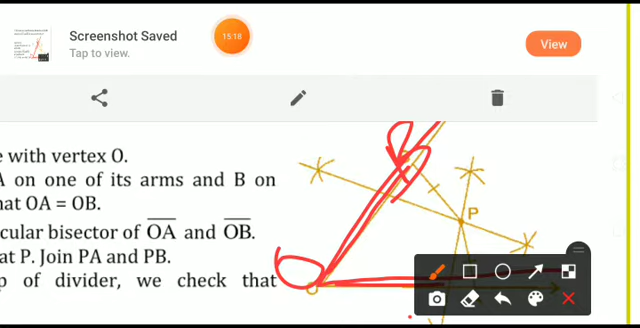 Screenshot Saved
Tap to view.
15:18
View
e with vertex O.
A on one of its arms and B on
hat OA = OB.
cular bisector of OA and OB.
at P. Join PA and PB.
p of divider, we check that
P